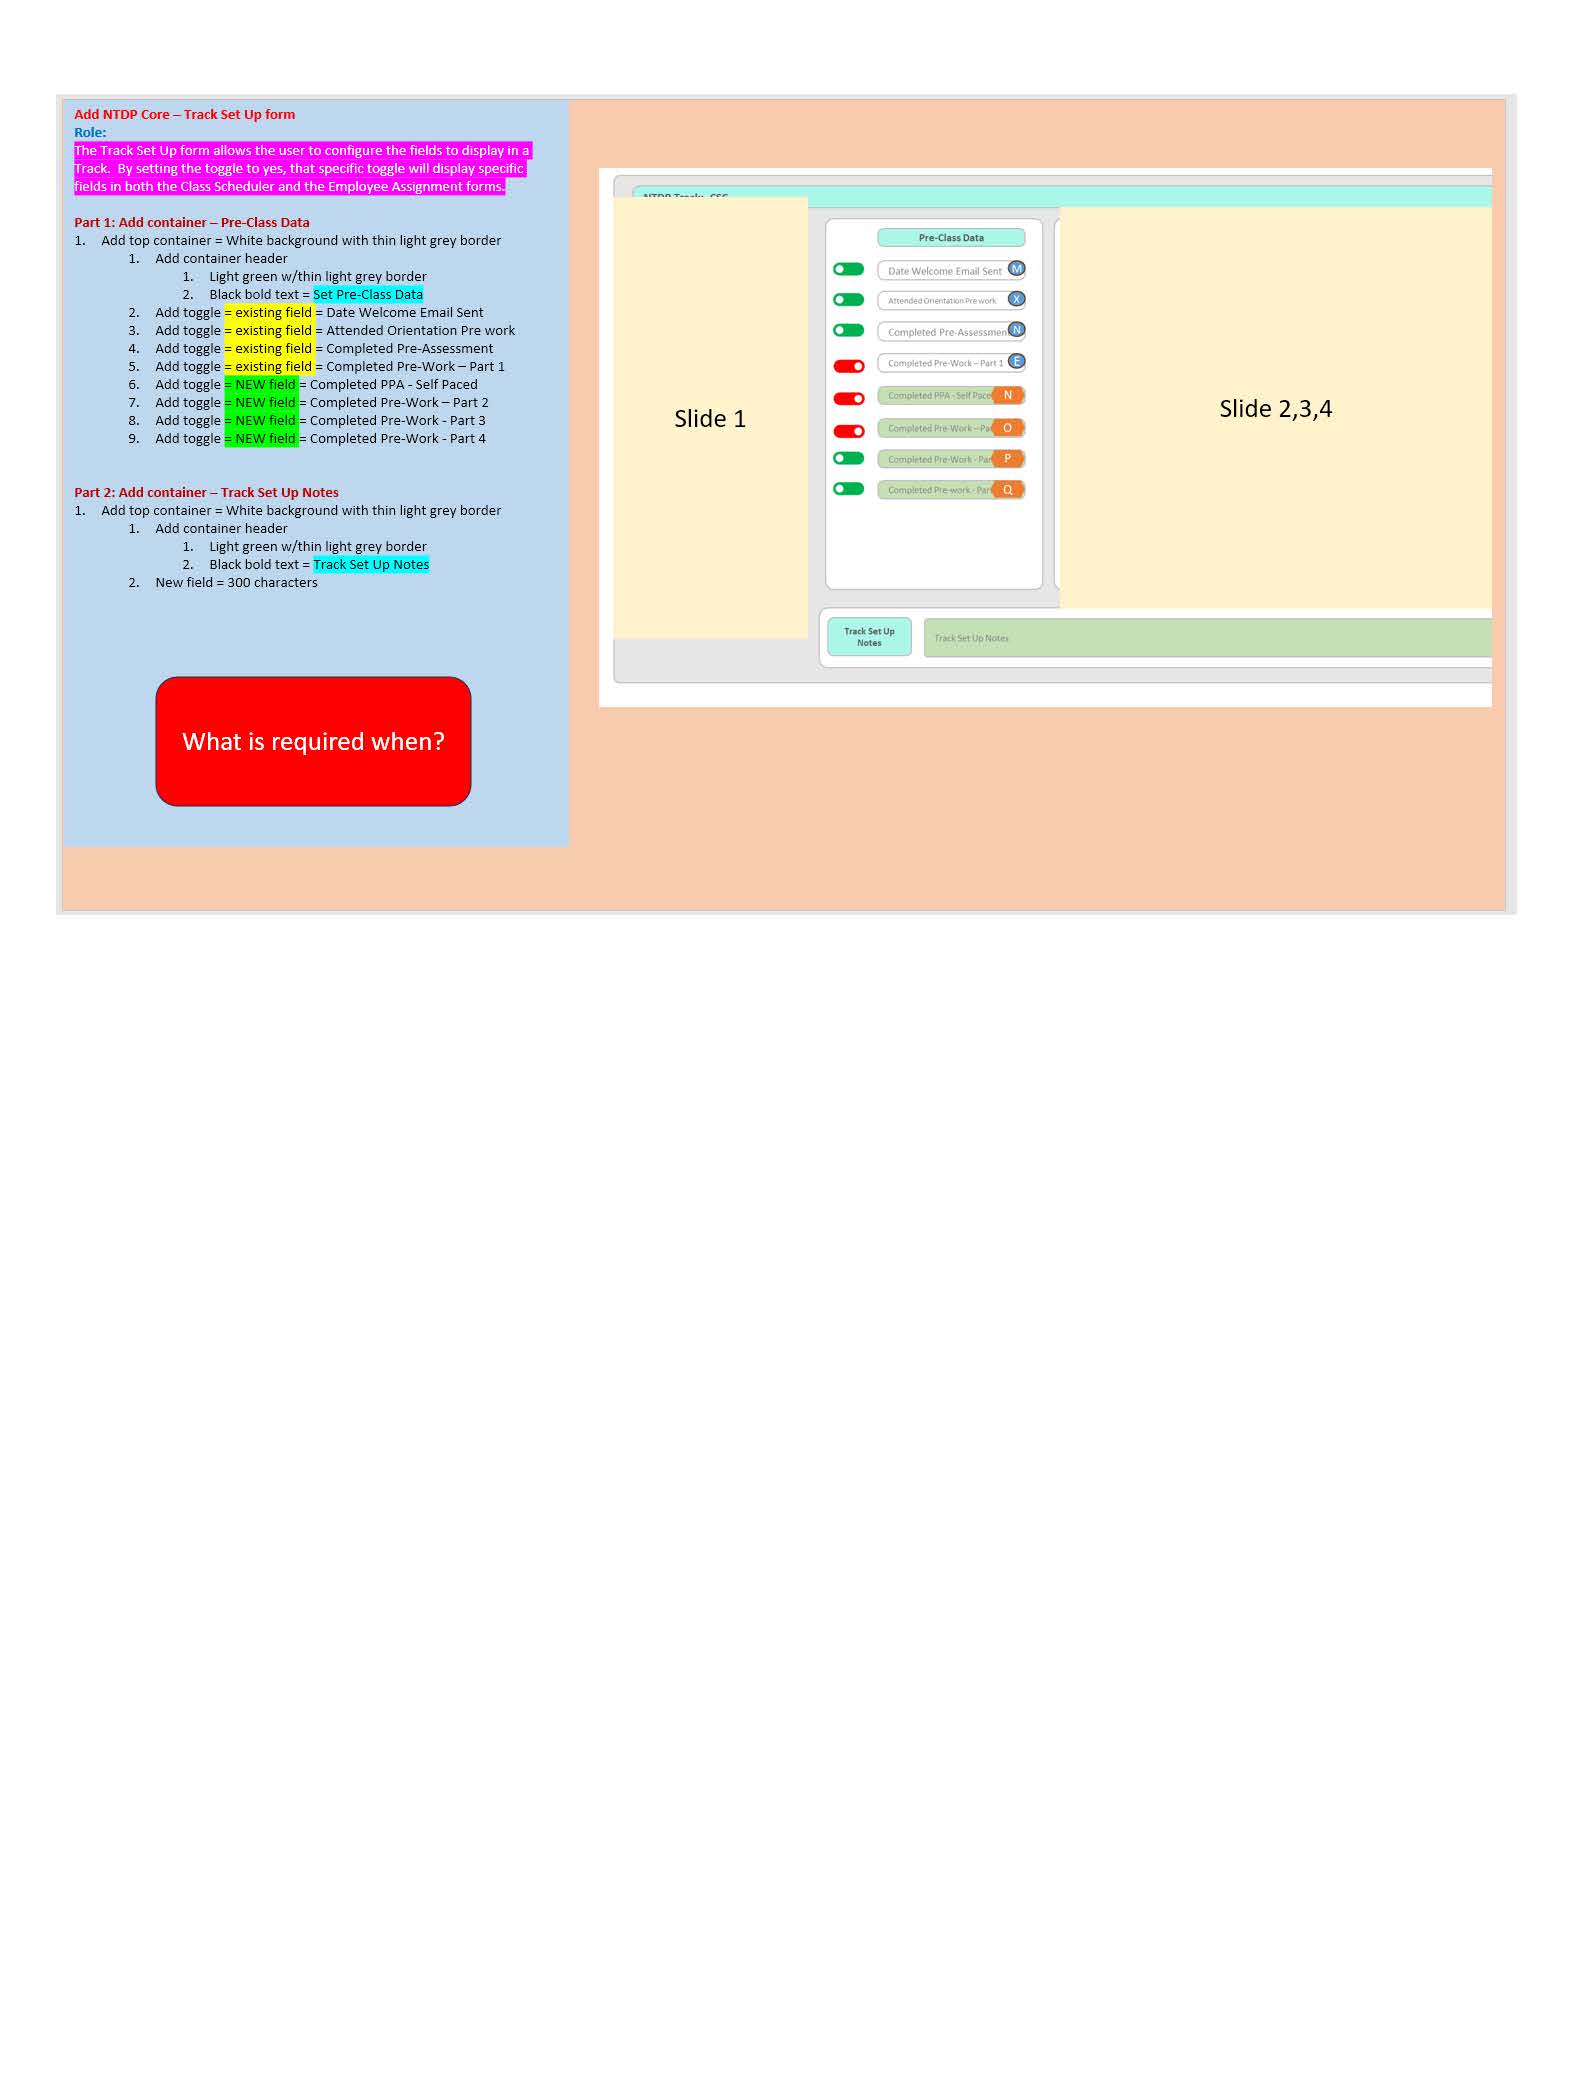 Add NTDP Core – Track Set Up form
Role:
The Track Set Up form allows the user to configure the fields to display in a
Track.  By setting the toggle to yes, that specific toggle will display specific
fields in both the Class Scheduler and the Employee Assignment forms.
Part 1: Add container – Pre-Class Data
1. Add top container = White background with thin light grey border
1. Add container header
1. Light green w/thin light grey border
2. Black bold text = Set Pre-Class Data
2. Add toggle = existing field = Date Welcome Email Sent
3. Add toggle = existing field = Attended Orientation Pre work
4. Add toggle = existing field = Completed Pre-Assessment
5. Add toggle = existing field = Completed Pre-Work – Part 1
6. Add toggle = NEW field = Completed PPA - Self Paced
7. Add toggle = NEW field = Completed Pre-Work – Part 2
8. Add toggle = NEW field = Completed Pre-Work - Part 3
9. Add toggle = NEW field = Completed Pre-Work - Part 4
Part 2: Add container – Track Set Up Notes
1. Add top container = White background with thin light grey border
1. Add container header
1. Light green w/thin light grey border
2. Black bold text = Track Set Up Notes
2. New field = 300 characters
What is required when?
Slide 1
Pre-Class Data
Date Welcome Email Sent M
Attended Orientation Pre work X
Completed Pre-Assessmen N
Completed Pre-Work – Part 1 E
Completed PPA - Self Pace N
Completed Pre-Work – Pa O
Completed Pre-Work - Par P
Completed Pre-work - Par Q
Slide 2,3,4
Track Set Up
Notes
Track Set Up Notes